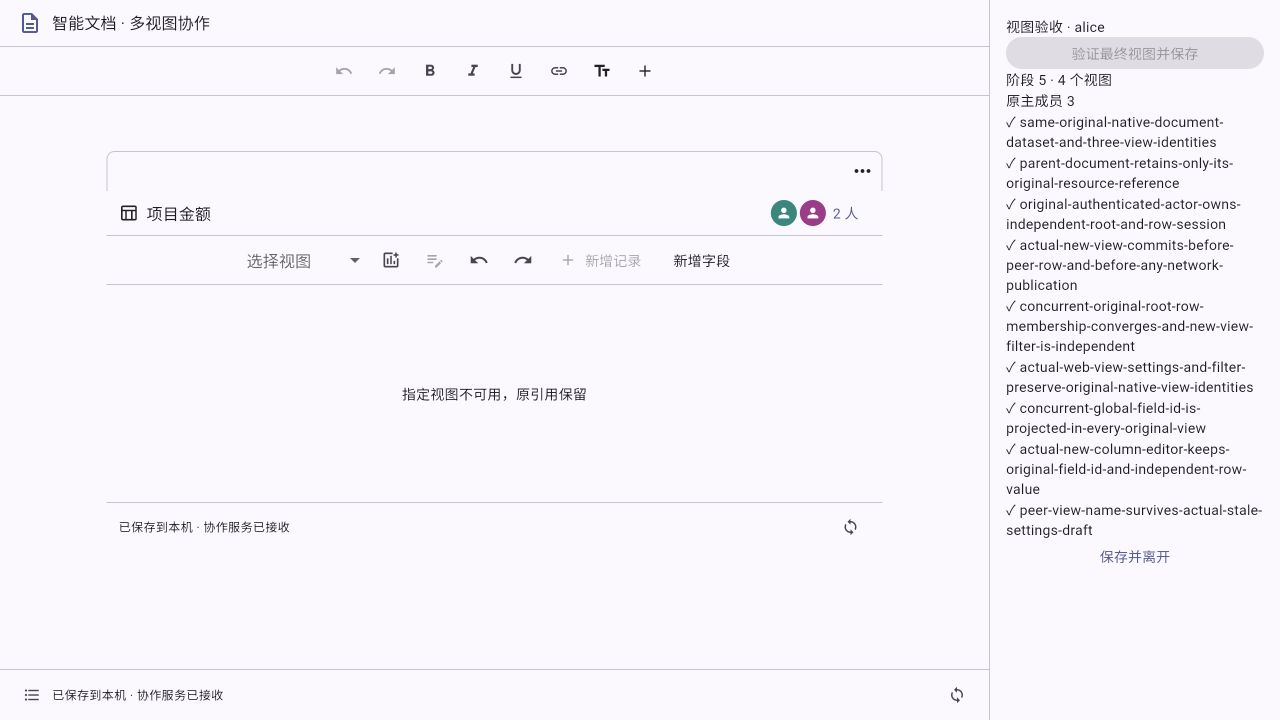 智能文档 · 多视图协作
B I U Tt
项目金额
2 人
选择视图
新增记录
新增字段
指定视图不可用，原引用保留
已保存到本机 · 协作服务已接收
已保存到本机 · 协作服务已接收
视图验收 · alice
验证最终视图并保存
阶段 5 · 4 个视图
原主成员 3
✓ same-original-native-document-
dataset-and-three-view-identities
✓ parent-document-retains-only-its-
original-resource-reference
✓ original-authenticated-actor-owns-
independent-root-and-row-session
✓ actual-new-view-commits-before-
peer-row-and-before-any-network-
publication
✓ concurrent-original-root-row-
membership-converges-and-new-view-
filter-is-independent
✓ actual-web-view-settings-and-filter-
preserve-original-native-view-identities
✓ concurrent-global-field-id-is-
projected-in-every-original-view
✓ actual-new-column-editor-keeps-
original-field-id-and-independent-row-
value
✓ peer-view-name-survives-actual-stale-
settings-draft
保存并离开